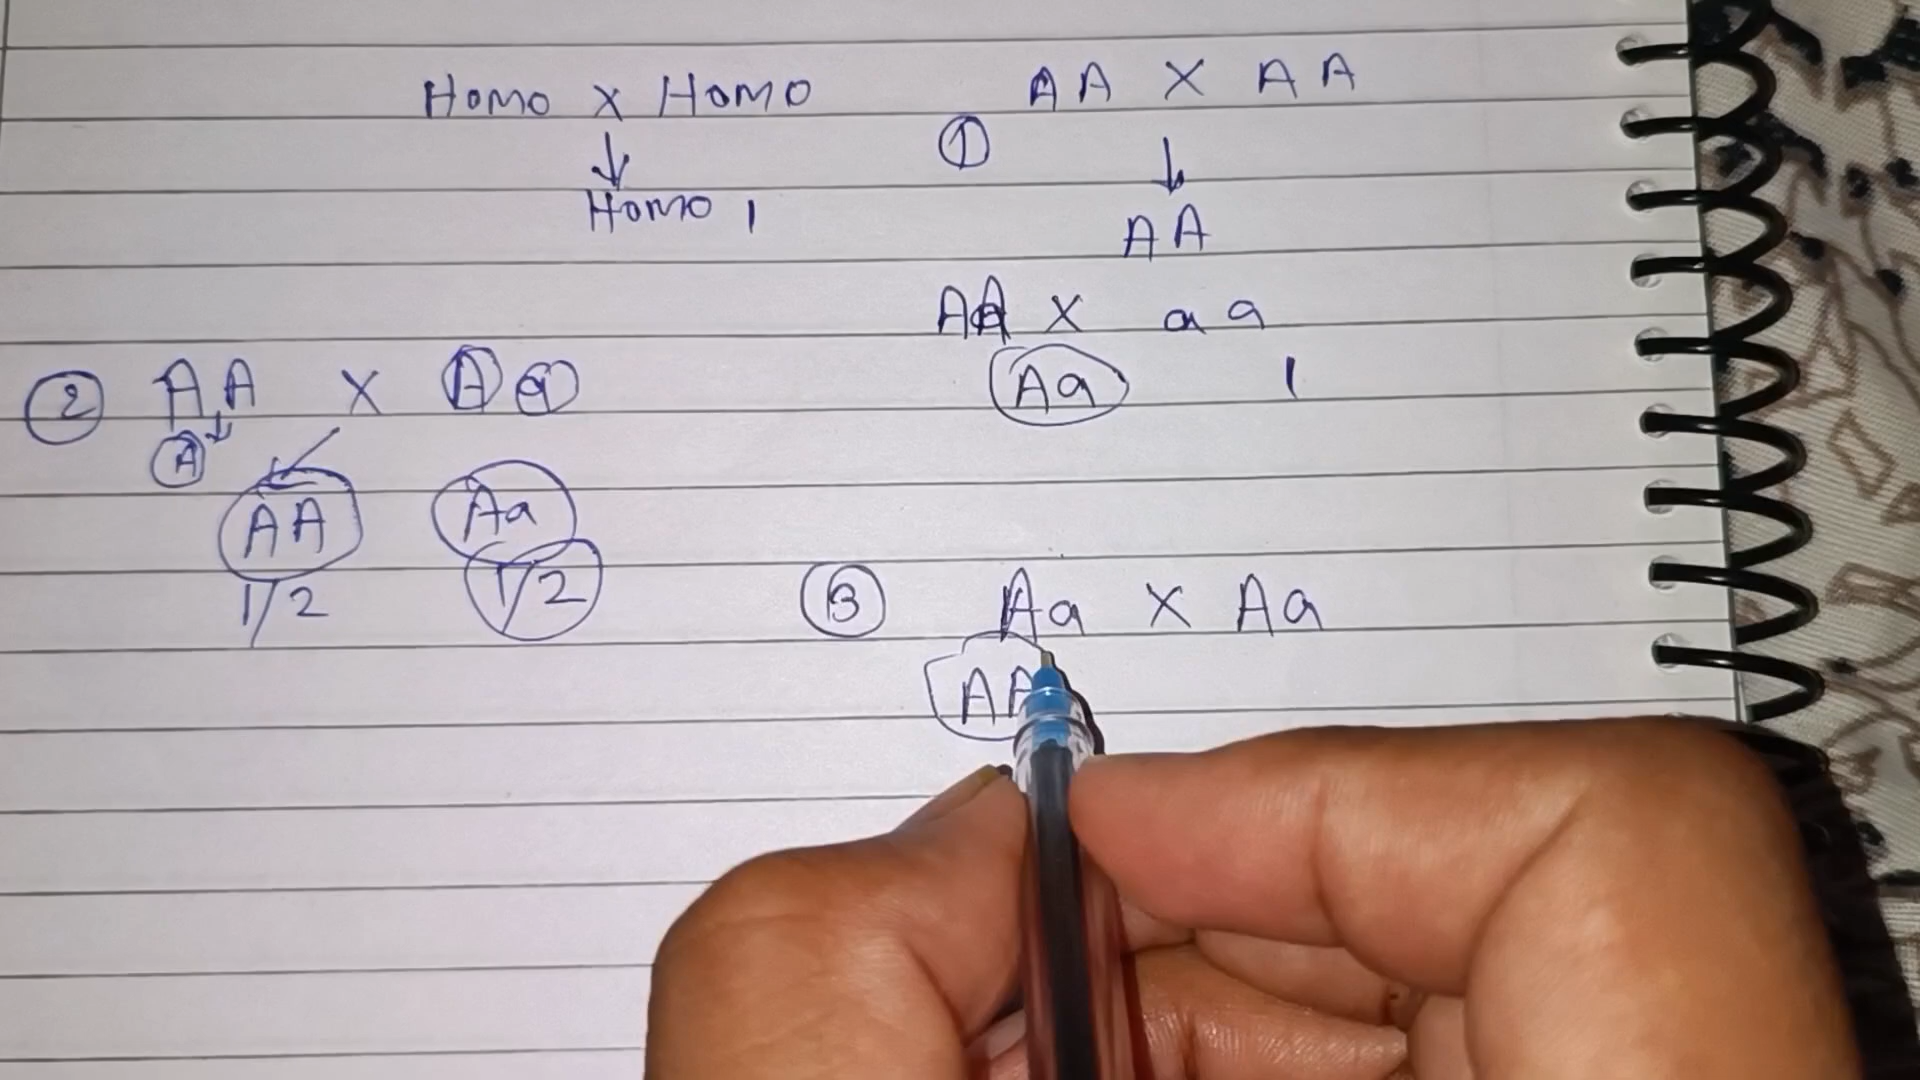 Homo X Homo
↓
Homo 1
① AA X AA
↓
AA
AA X aa
Aa 1
② AA X Aa
A
AA Aa
1/2 1/2
③ Aa X Aa
AA